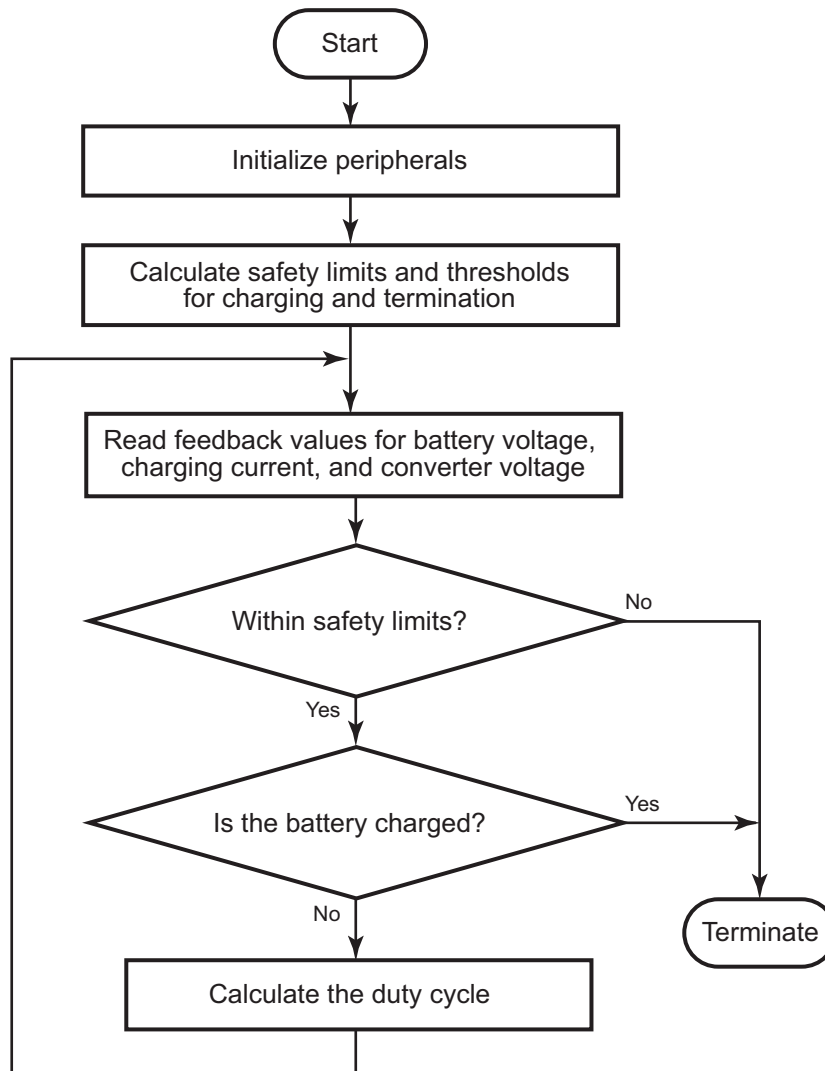 Start
Initialize peripherals
Calculate safety limits and thresholds
for charging and termination
Read feedback values for battery voltage,
charging current, and converter voltage
Within safety limits?
No
Yes
Is the battery charged?
Yes
No
Terminate
Calculate the duty cycle